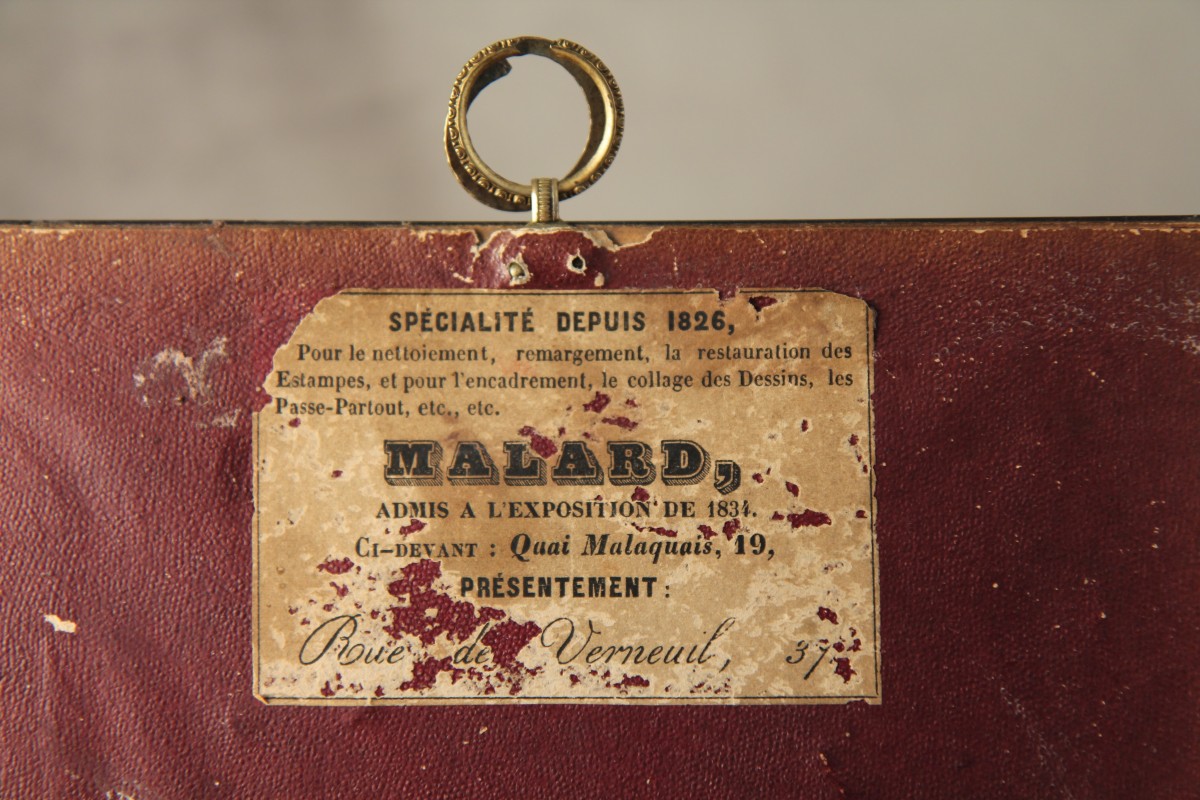 SPÉCIALITÉ DEPUIS 1826,
Pour le nettoiement, remargement, la restauration des
Estampes, et pour l'encadrement, le collage des Dessins, les
Passe-Partout, etc., etc.
MALARD,
ADMIS A L'EXPOSITION DE 1834.
CI-DEVANT : Quai Malaquais, 19,
PRÉSENTEMENT :
Rue de Verneuil, 37.